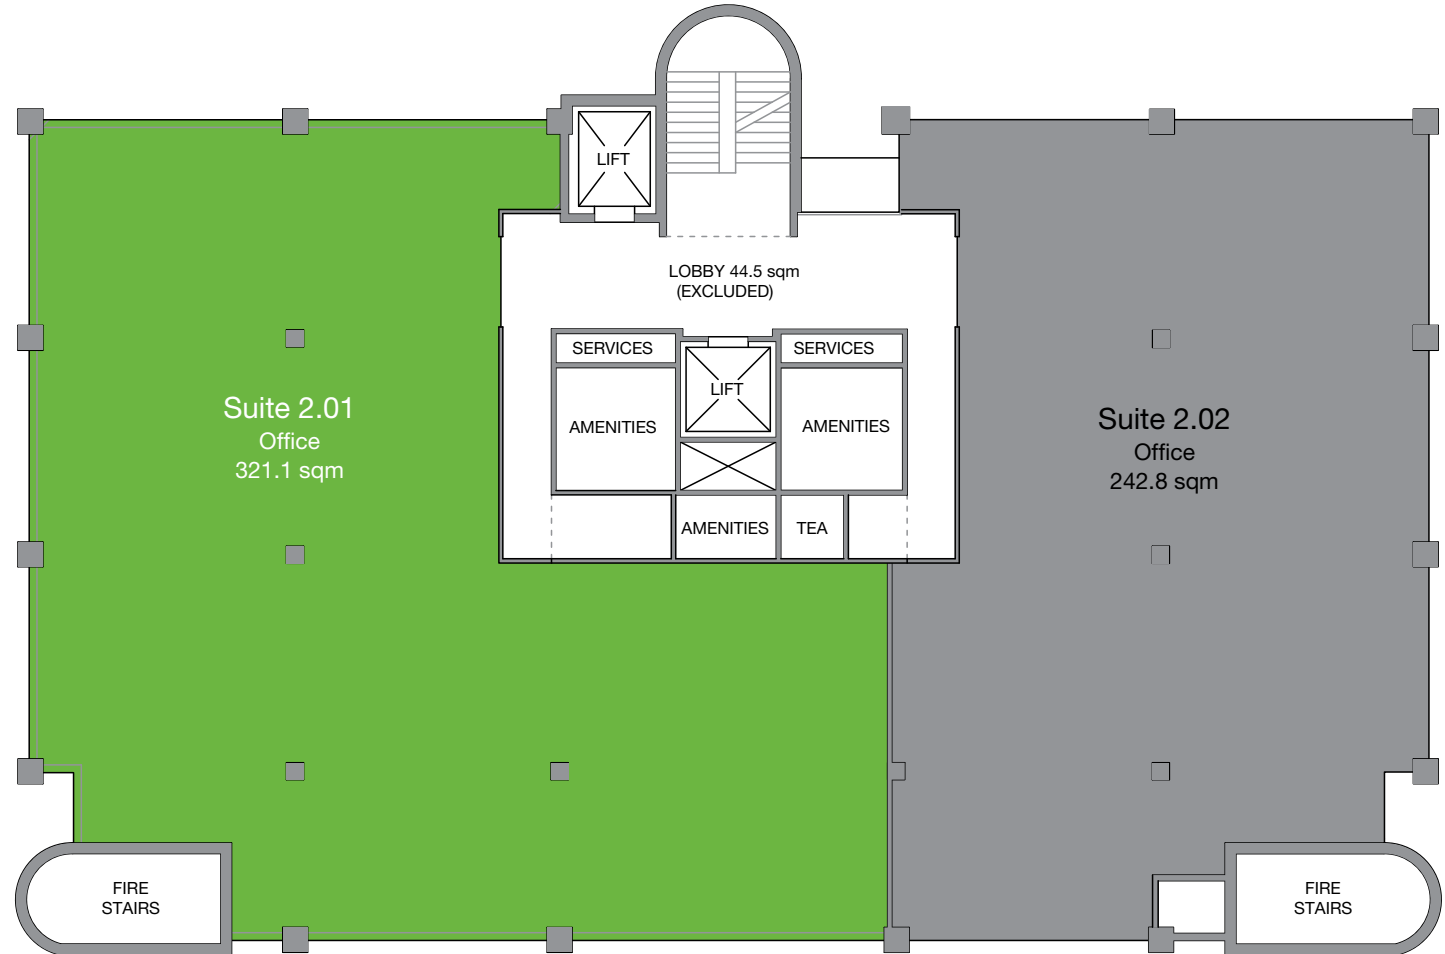 LIFT
LOBBY 44.5 sqm
(EXCLUDED)
SERVICES
SERVICES
LIFT
AMENITIES
AMENITIES
Suite 2.01
Office
321.1 sqm
Suite 2.02
Office
242.8 sqm
AMENITIES
TEA
FIRE
STAIRS
FIRE
STAIRS